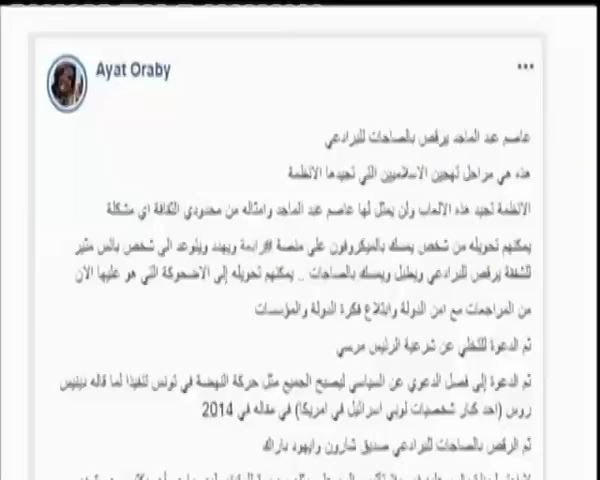 Ayat Oraby
عاصم عبد الماجد يرقص بالصاجات للبرادعي
هذه هي مراحل تهجين الاسلاميين التي تجيدها الانظمة
الانظمة تجيد هذه الالعاب ولن يمثل لها عاصم عبد الماجد وامثاله من محدودي الثقافة اي مشكلة
يمكنهم تحويله من شخص يمسك بالميكروفون على منصة #رابعة ويهدد ويتوعد الى شخص بائس مثير
للشفقة يرقص للبرادعي ويطبل ويمسك بالصاجات .. يمكنهم تحويله إلى الاضحوكة التي هو عليها الان
من المراجعات مع امن الدولة وابتلاع فكرة الدولة والمؤسسات
ثم الدعوة للتخلي عن شرعية الرئيس مرسي
ثم الدعوة إلى فصل الدعوي عن السياسي ليصبح الجميع مثل حركة النهضة في تونس تنفيذا لما قاله دينيس
روس (احد كبار شخصيات لوبي اسرائيل في امريكا) في مقاله في 2014
ثم الرقص بالصاجات للبرادعي صديق شارون وايهود باراك